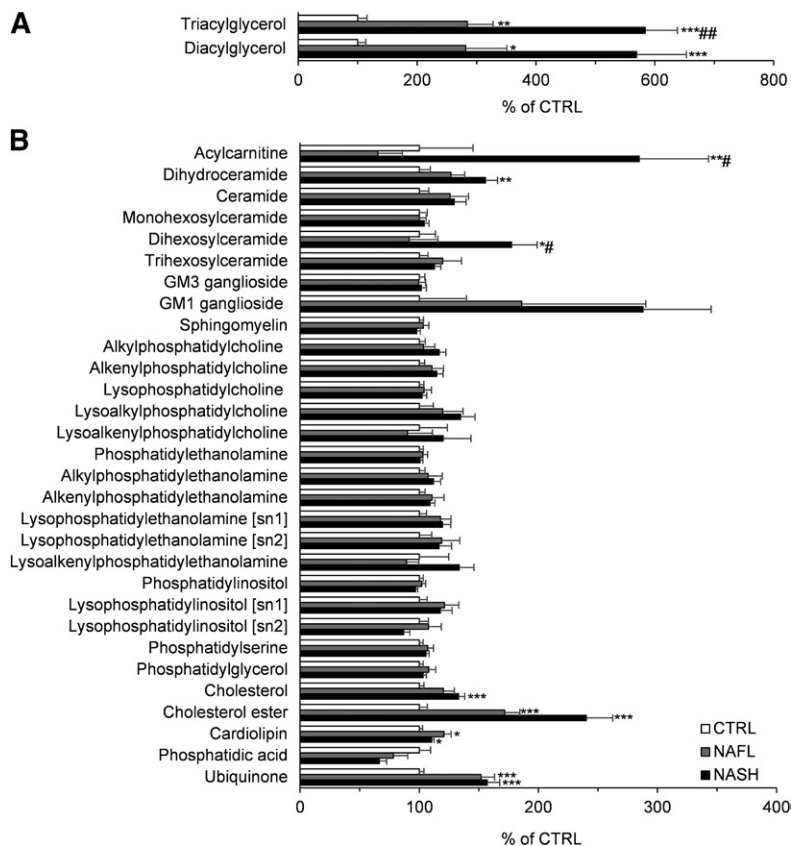 A
Triacylglycerol
**
***##
Diacylglycerol
*
***
0 200 400 600 800
% of CTRL
B
Acylcarnitine
**#
Dihydroceramide
**
Ceramide
Monohexosylceramide
Dihexosylceramide
*#
Trihexosylceramide
GM3 ganglioside
GM1 ganglioside
Sphingomyelin
Alkylphosphatidylcholine
Alkenylphosphatidylcholine
Lysophosphatidylcholine
Lysoalkylphosphatidylcholine
Lysoalkenylphosphatidylcholine
Phosphatidylethanolamine
Alkylphosphatidylethanolamine
Alkenylphosphatidylethanolamine
Lysophosphatidylethanolamine [sn1]
Lysophosphatidylethanolamine [sn2]
Lysoalkenylphosphatidylethanolamine
Phosphatidylinositol
Lysophosphatidylinositol [sn1]
Lysophosphatidylinositol [sn2]
Phosphatidylserine
Phosphatidylglycerol
Cholesterol
***
Cholesterol ester
***
***
Cardiolipin
*
*
Phosphatidic acid
Ubiquinone
***
***
CTRL
NAFL
NASH
0 100 200 300 400
% of CTRL